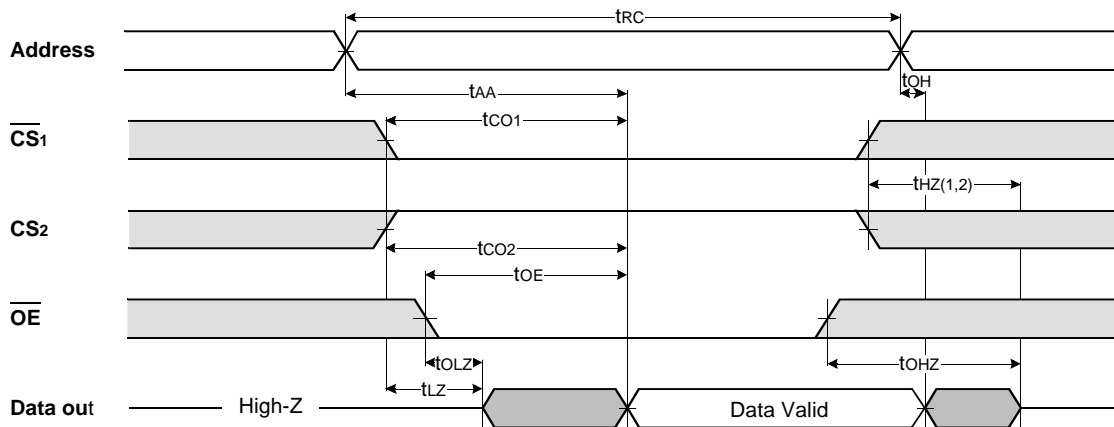 tRC
Address
tOH
tAA
tCO1
CS1
tHZ(1,2)
CS2
tCO2
tOE
OE
tOLZ
tOHZ
tLZ
Data out High-Z Data Valid